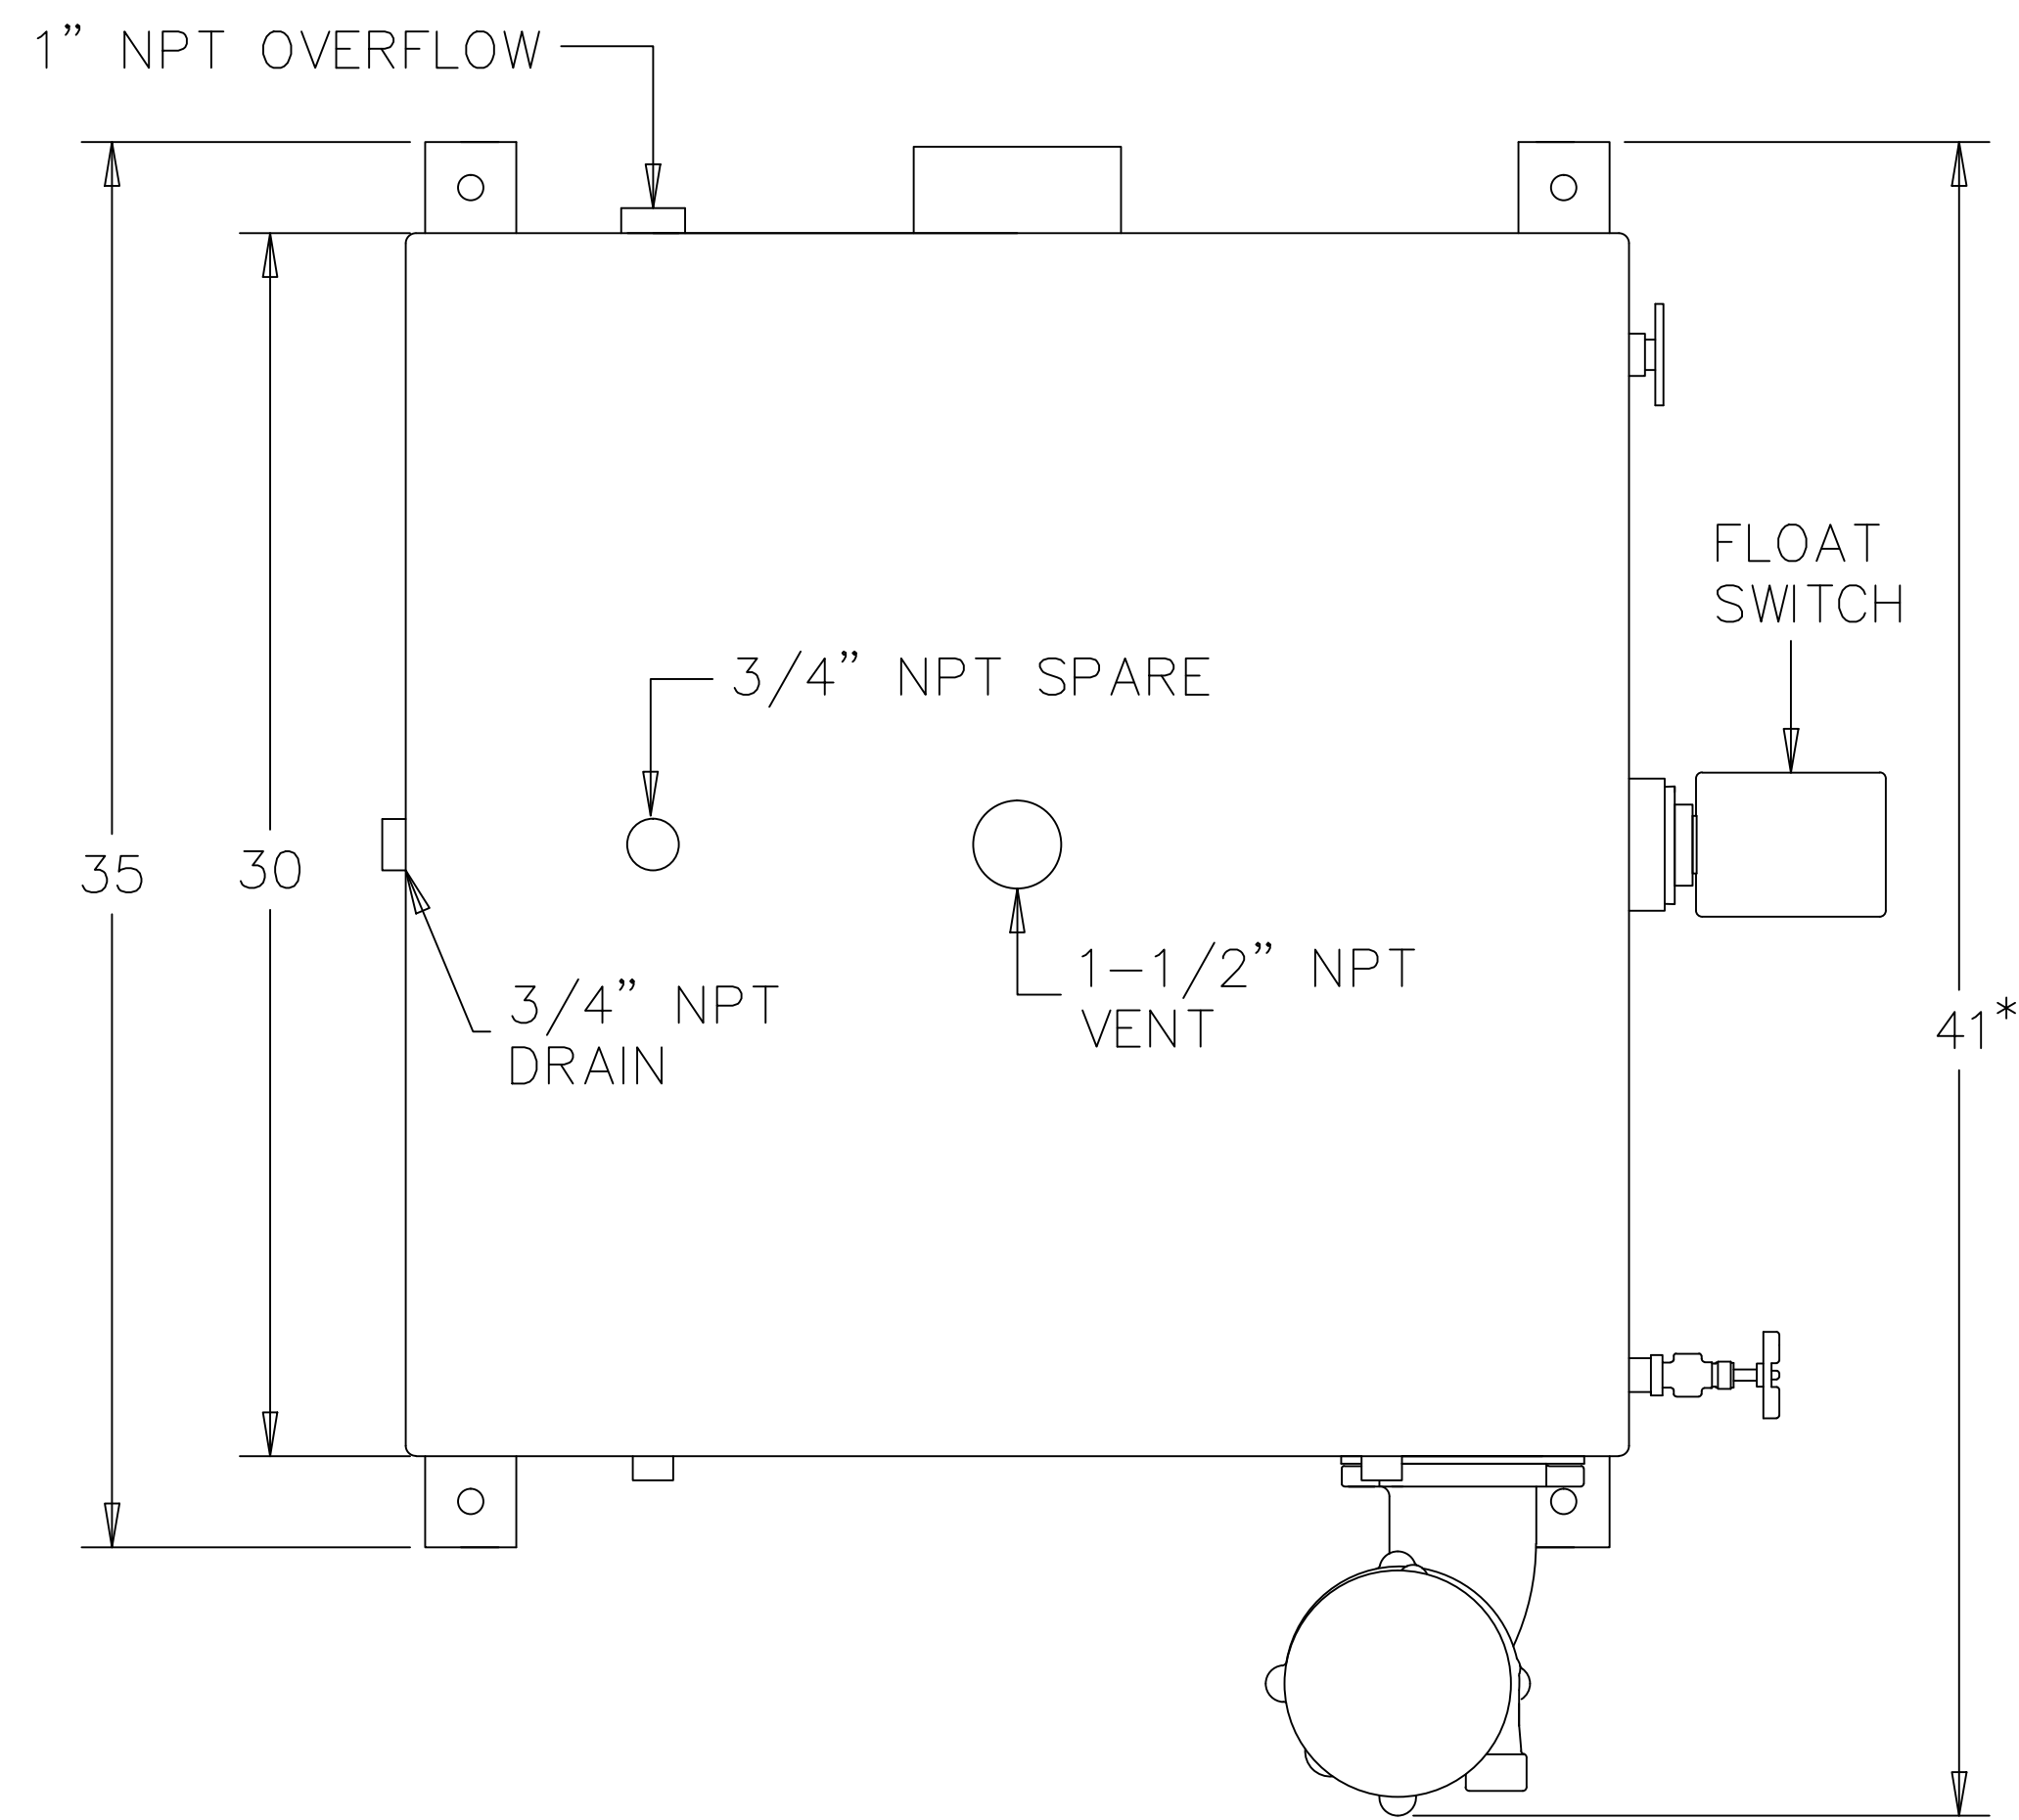 1” NPT OVERFLOW
FLOAT
SWITCH
3/4” NPT SPARE
35
30
1-1/2” NPT
VENT
3/4” NPT
DRAIN
41*